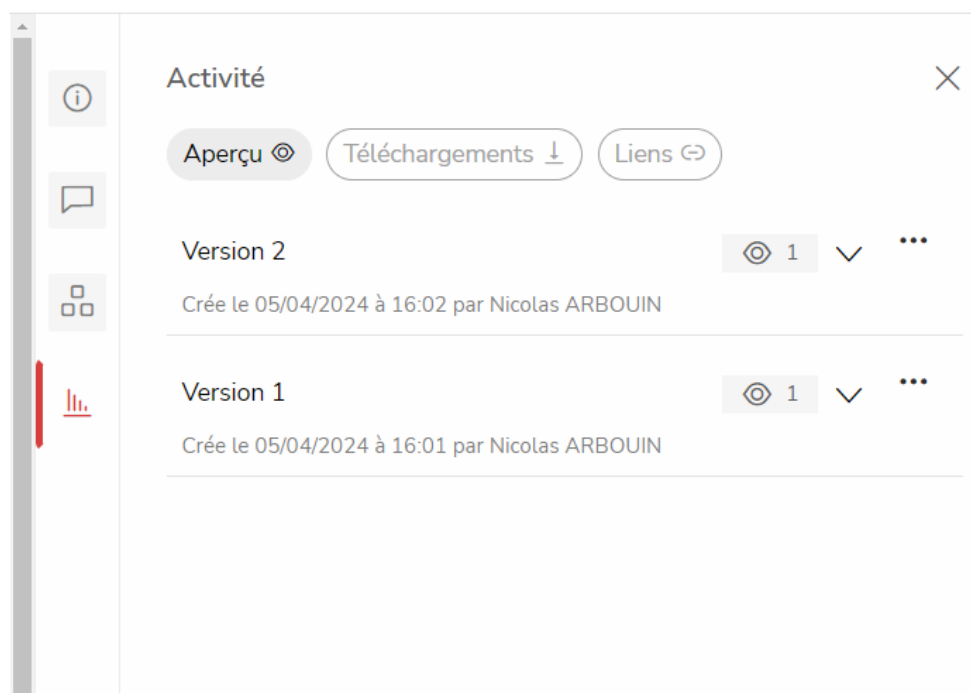 Activité
Aperçu
Téléchargements
Liens
Version 2
1
Crée le 05/04/2024 à 16:02 par Nicolas ARBOUIN
Version 1
1
Crée le 05/04/2024 à 16:01 par Nicolas ARBOUIN